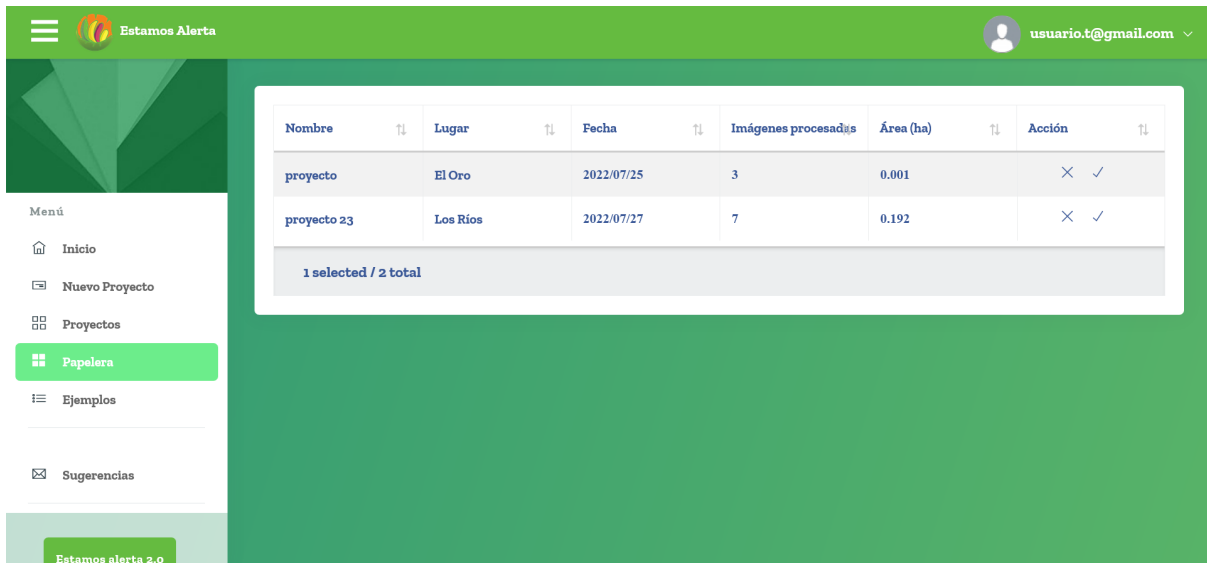 Estamos Alerta
usuario.t@gmail.com
Menú
Inicio
Nuevo Proyecto
Proyectos
Papelera
Ejemplos
Sugerencias
Estamos alerta 2.0
Nombre Lugar Fecha Imágenes procesadas Área (ha) Acción
proyecto El Oro 2022/07/25 3 0.001
proyecto 23 Los Ríos 2022/07/27 7 0.192
1 selected / 2 total